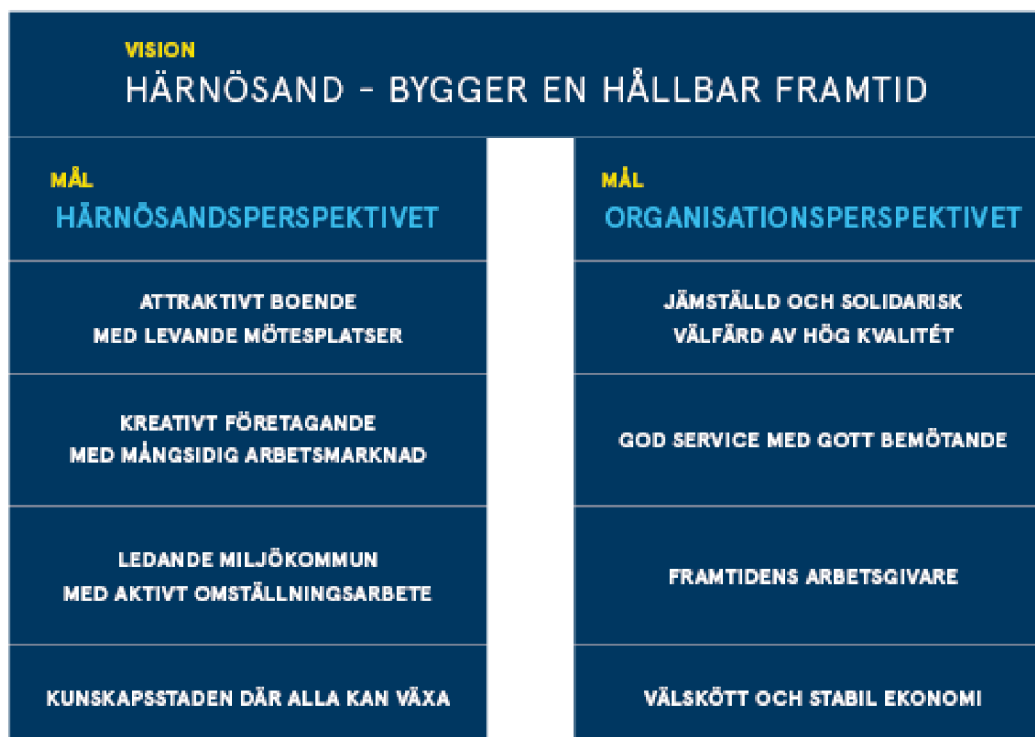 VISION
HÄRNÖSAND - BYGGER EN HÅLLBAR FRAMTID
MÅL
HÄRNÖSANDSPERSPEKTIVET
ATTRAKTIVT BOENDE
MED LEVANDE MÖTESPLATSER
KREATIVT FÖRETAGANDE
MED MÅNGSIDIG ARBETSMARKNAD
LEDANDE MILJÖKOMMUN
MED AKTIVT OMSTÄLLNINGSARBETE
KUNSKAPSSTADEN DÄR ALLA KAN VÄXA
MÅL
ORGANISATIONSPERSPEKTIVET
JÄMSTÄLLD OCH SOLIDARISK
VÄLFÄRD AV HÖG KVALITÉT
GOD SERVICE MED GOTT BEMÖTANDE
FRAMTIDENS ARBETSGIVARE
VÄLSKÖTT OCH STABIL EKONOMI